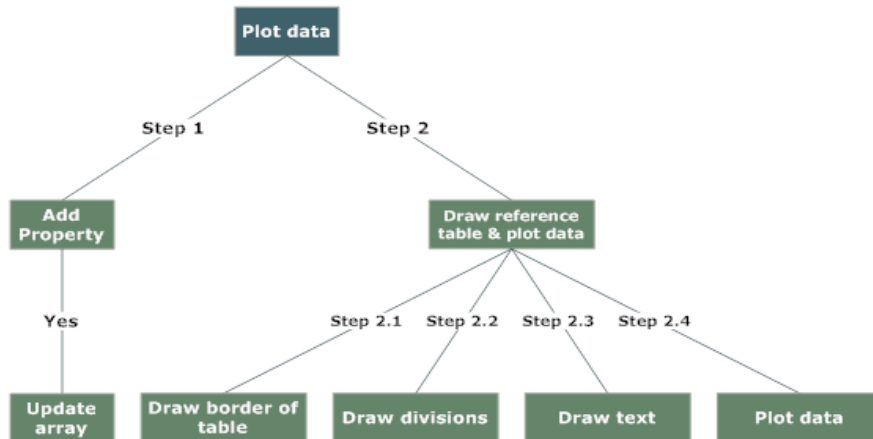 Plot data
Step 1
Step 2
Add
Property
Draw reference
table & plot data
Yes
Step 2.1
Step 2.2
Step 2.3
Step 2.4
Update
array
Draw border of
table
Draw divisions
Draw text
Plot data